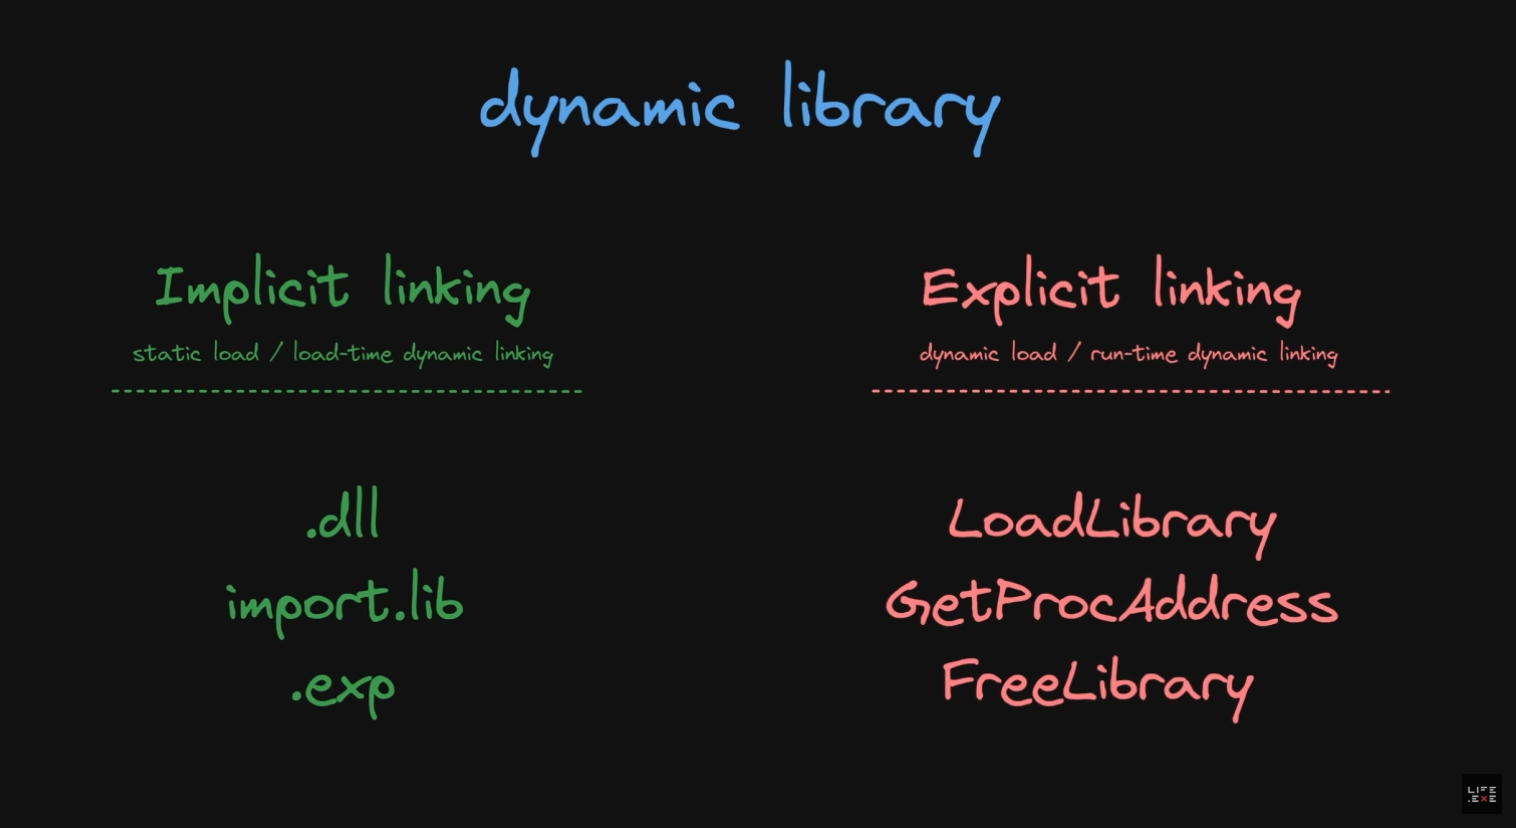 dynamic library
Implicit linking
static load / load-time dynamic linking
.dll
import.lib
.exp
Explicit linking
dynamic load / run-time dynamic linking
LoadLibrary
GetProcAddress
FreeLibrary
LIFE
.EXE